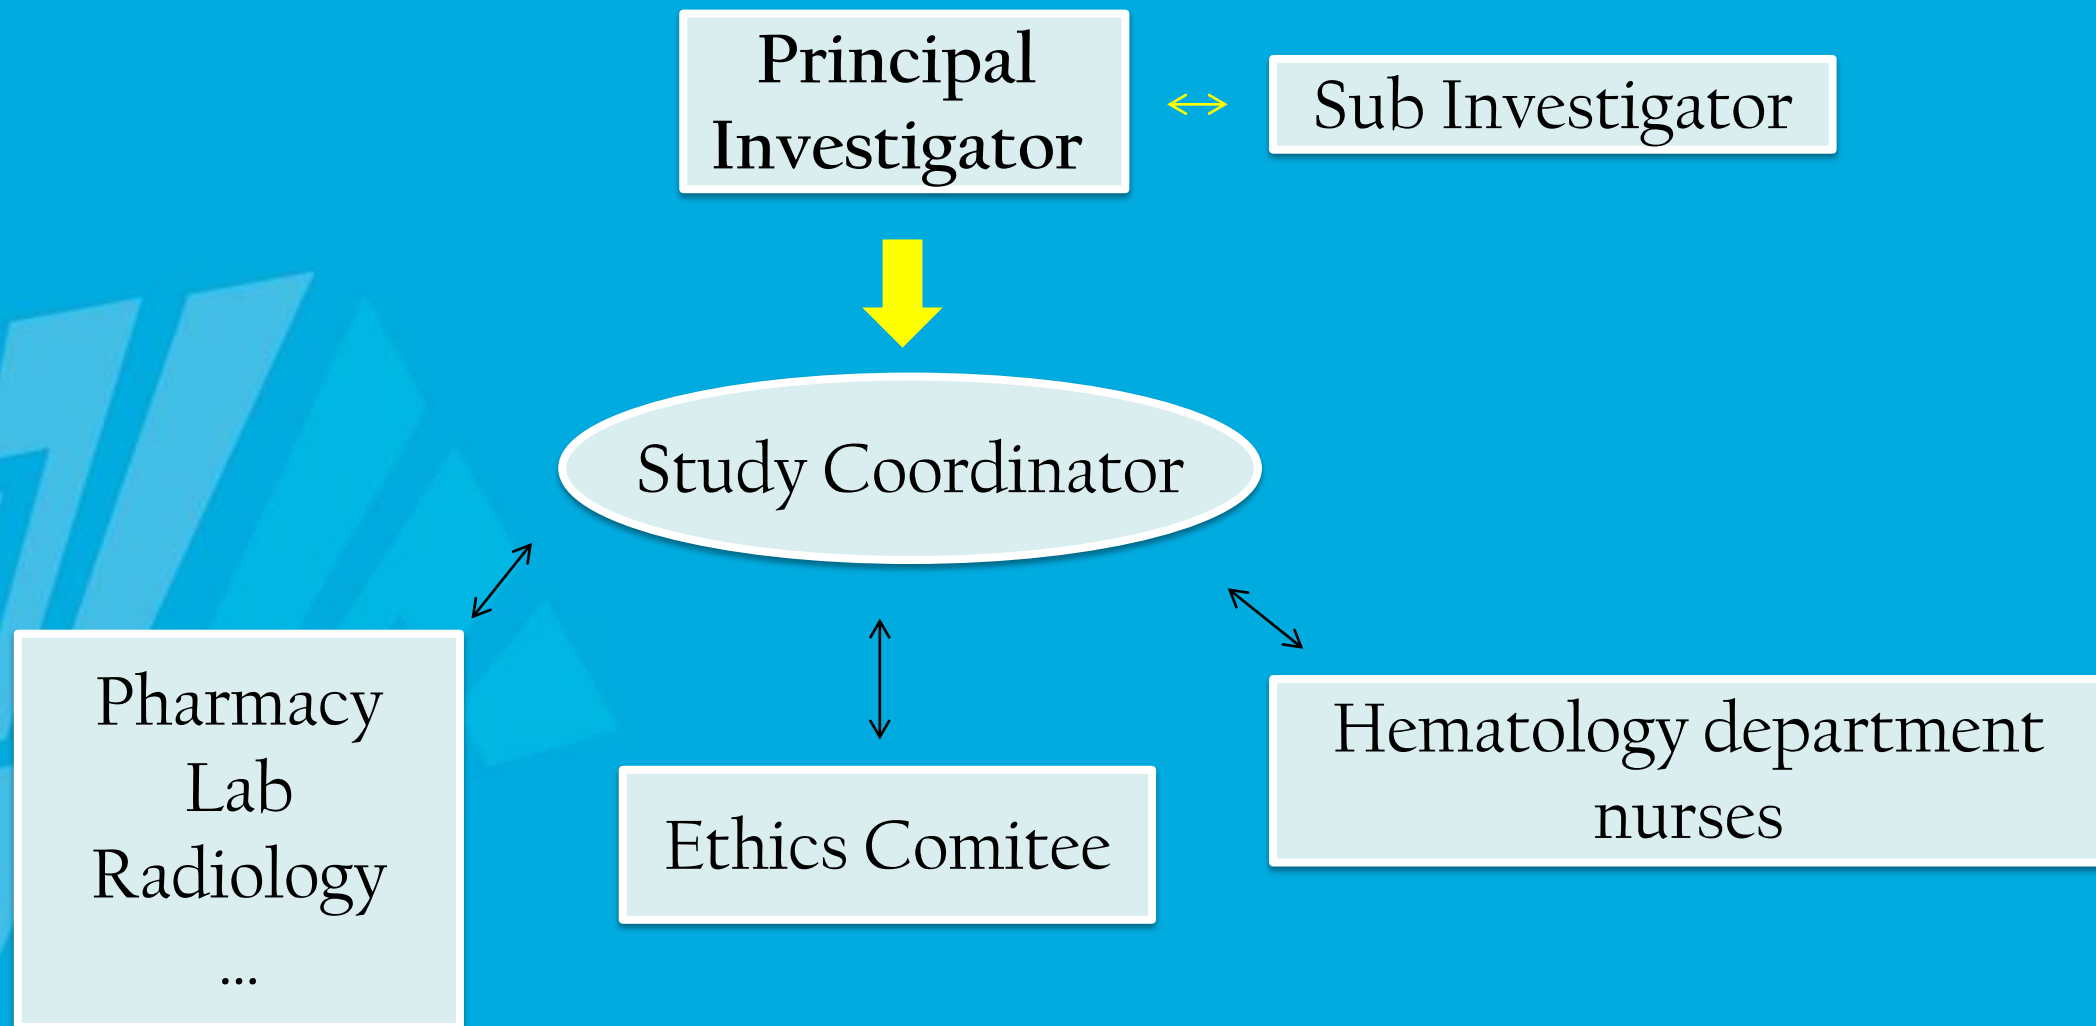 Principal
Investigator
Sub Investigator
Study Coordinator
Pharmacy
Lab
Radiology
...
Ethics Comitee
Hematology department
nurses